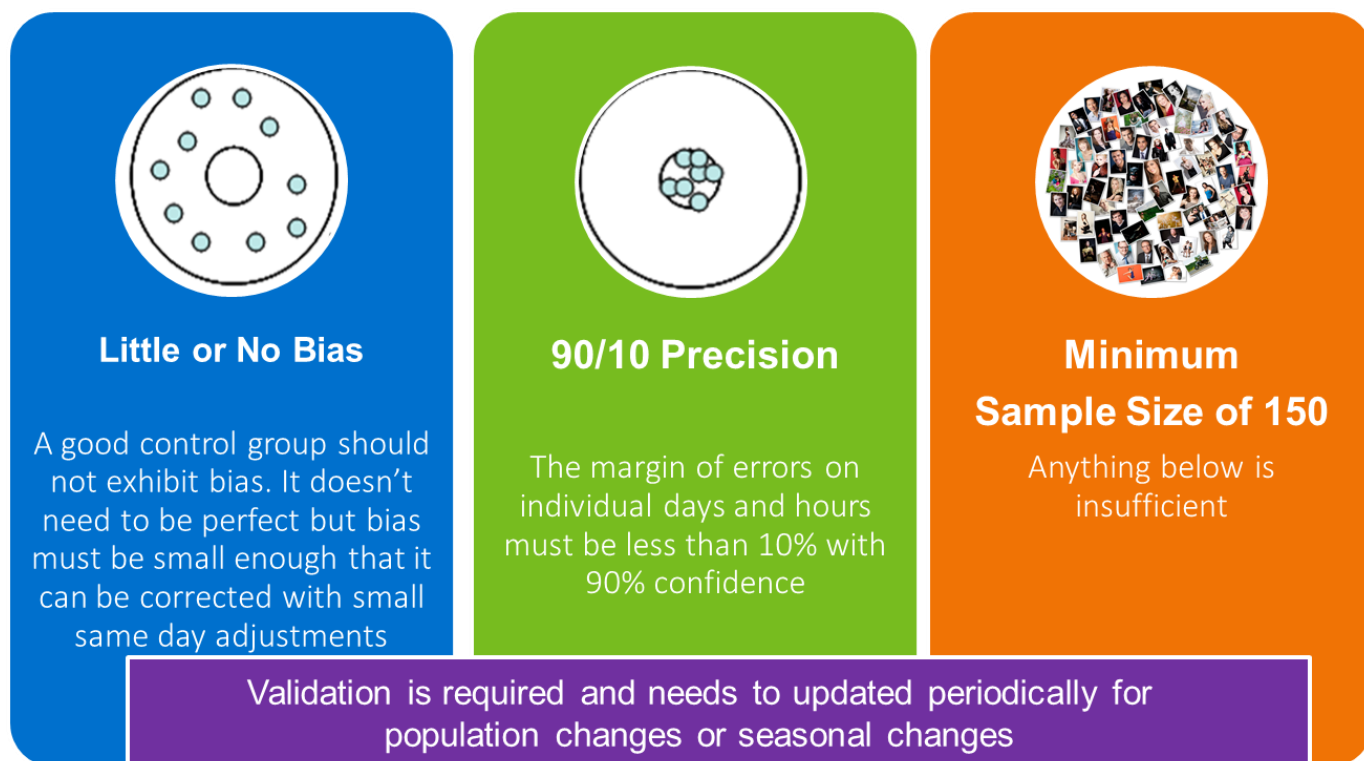 Little or No Bias
A good control group should
not exhibit bias. It doesn’t
need to be perfect but bias
must be small enough that it
can be corrected with small
same day adjustments
90/10 Precision
The margin of errors on
individual days and hours
must be less than 10% with
90% confidence
Minimum
Sample Size of 150
Anything below is
insufficient
Validation is required and needs to updated periodically for
population changes or seasonal changes